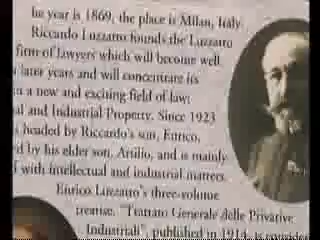 he year is 1869, the place is Milan, Italy.
Riccardo Luzzatto founds the Luzzatto
firm of lawyers which will become well
later years and will concentrate its
in a new and exciting field of law:
al and Industrial Property. Since 1923
s headed by Riccardo's son, Enrico,
d by his elder son, Artilio, and is mainly
with intellectual and industrial matters.
Enrico Luzzatto's three-volume
treatise, "Trattato Generale delle Privative
Industriali", published in 1914, is conside